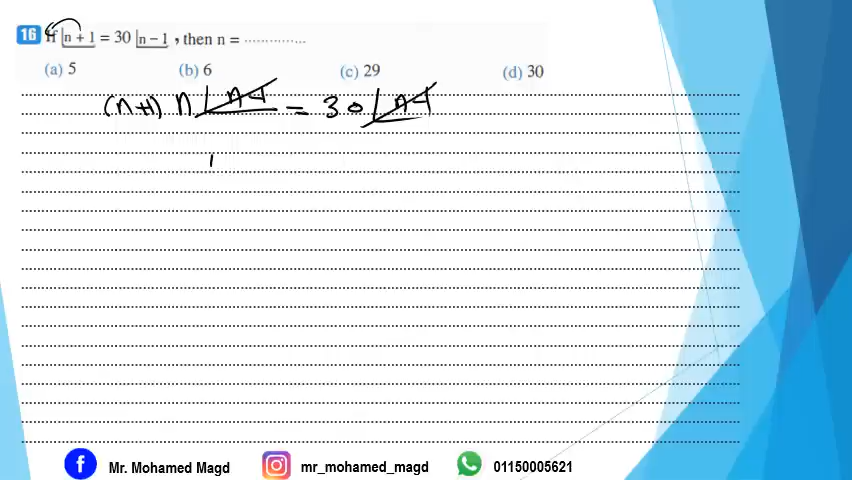 16 If |n + 1 = 30 |n − 1 , then n = ...............
(a) 5 (b) 6 (c) 29 (d) 30
(n+1) n |n-1 = 30 |n-1
Mr. Mohamed Magd mr_mohamed_magd 01150005621